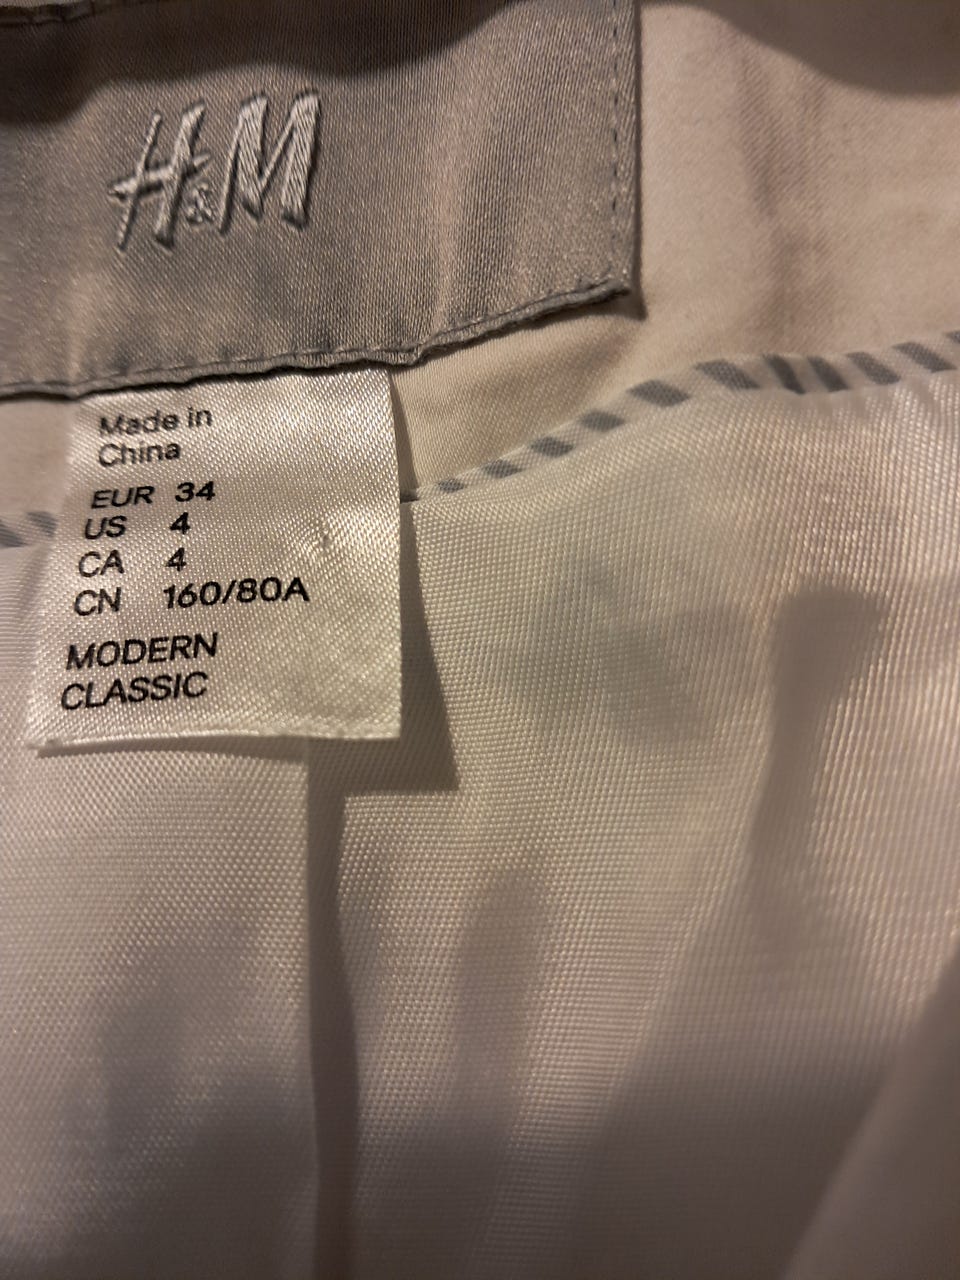 H&M
Made in
China
EUR 34
US 4
CA 4
CN 160/80A
MODERN
CLASSIC